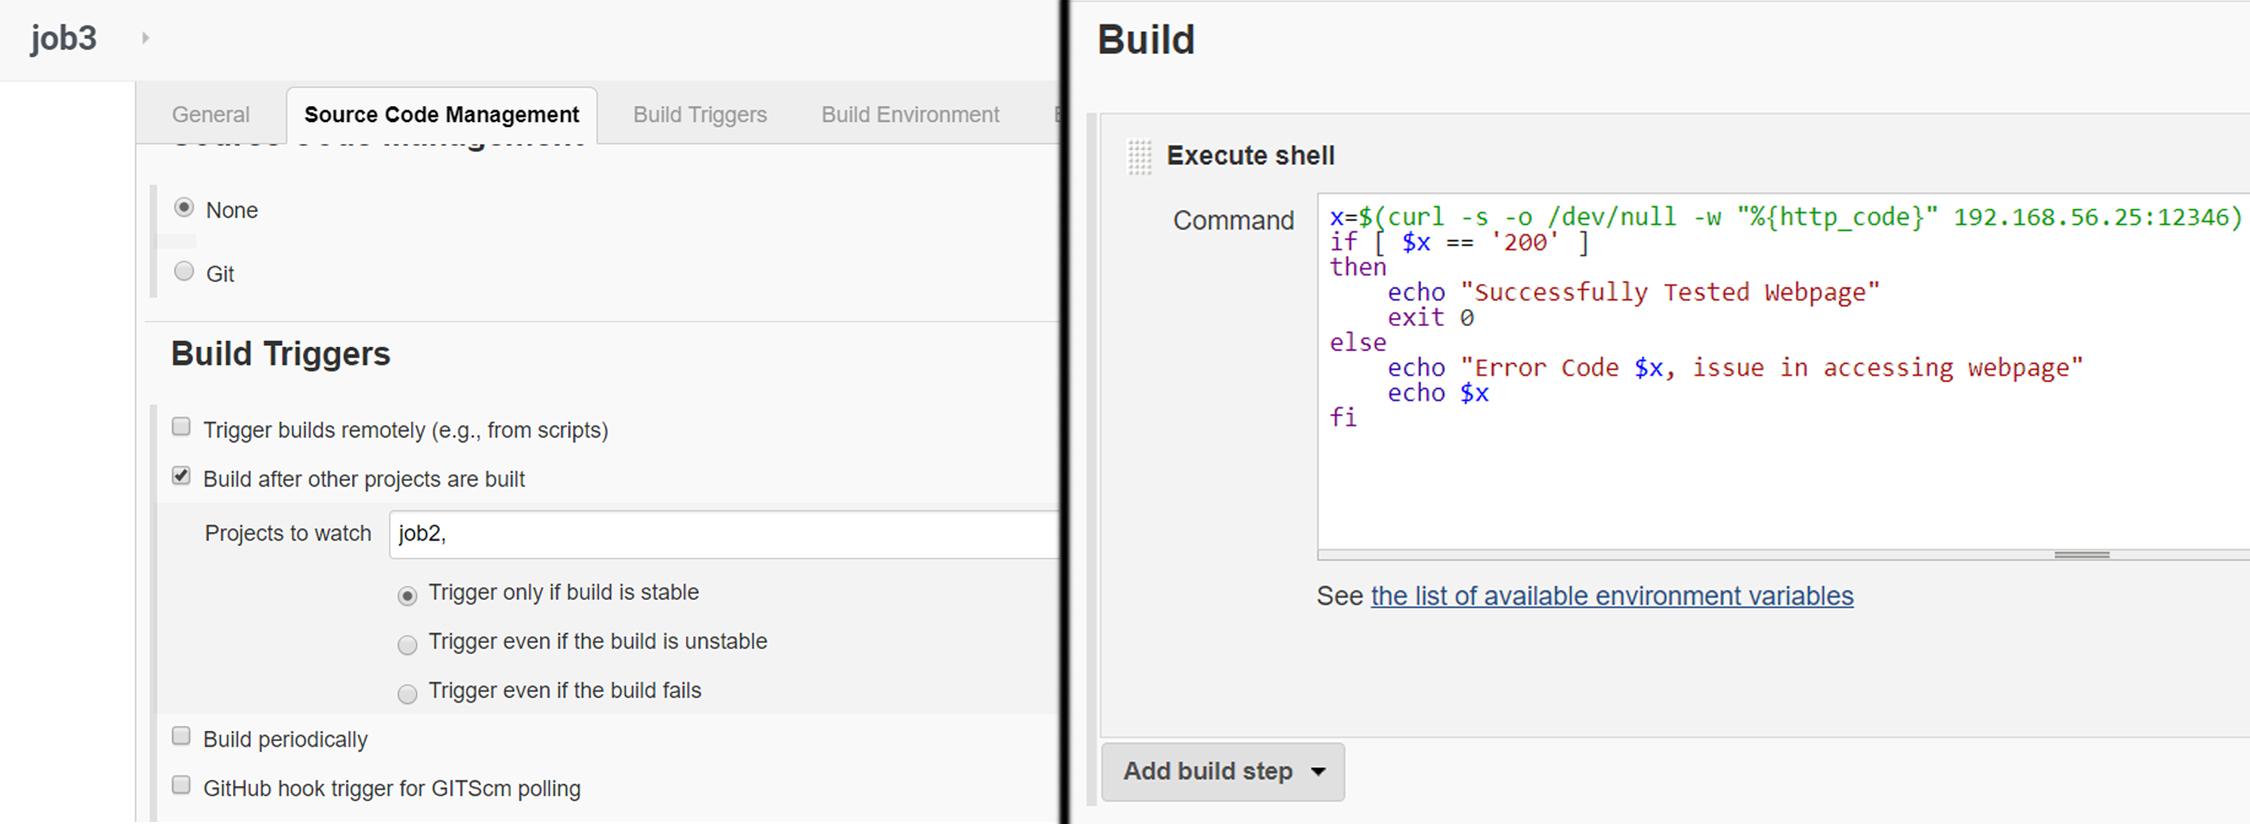 job3
General
Source Code Management
Build Triggers
Build Environment
Source Code Management
None
Git
Build Triggers
Trigger builds remotely (e.g., from scripts)
Build after other projects are built
Projects to watch
job2,
Trigger only if build is stable
Trigger even if the build is unstable
Trigger even if the build fails
Build periodically
GitHub hook trigger for GITScm polling
Build
Execute shell
Command
x=$(curl -s -o /dev/null -w "%{http_code}" 192.168.56.25:12346)
if [ $x == '200' ]
then
    echo "Successfully Tested Webpage"
    exit 0
else
    echo "Error Code $x, issue in accessing webpage"
    echo $x
fi
See the list of available environment variables
Add build step